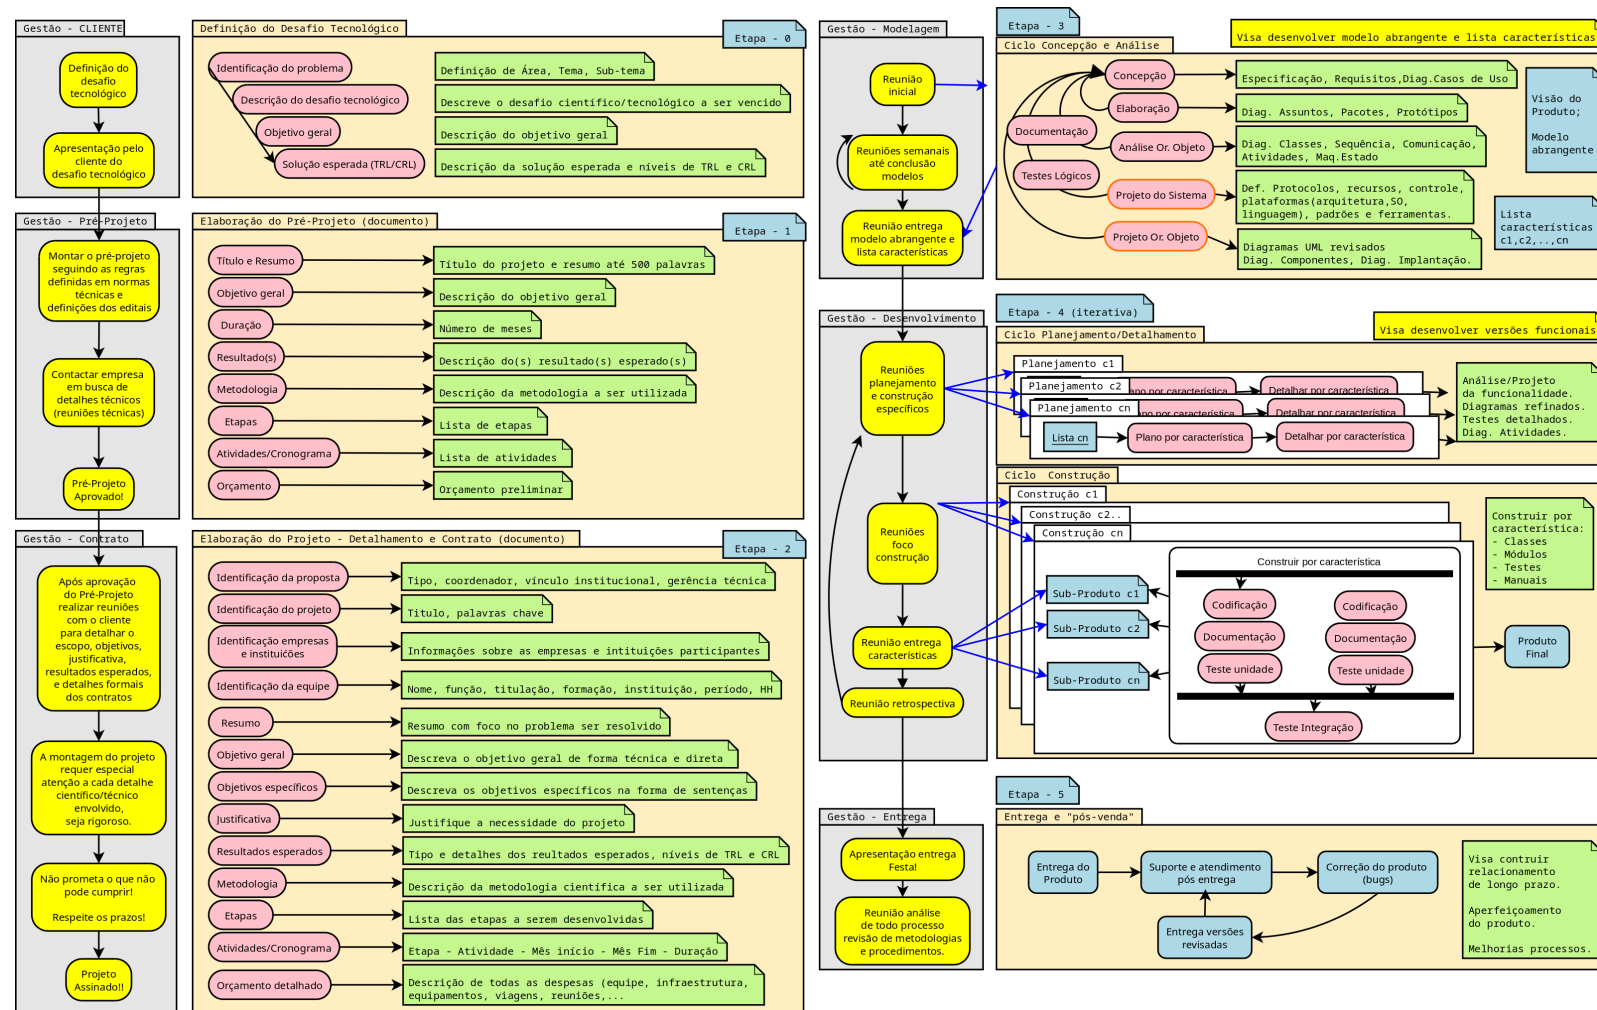 Gestão - CLIENTE
Definição do
desafio
tecnológico
Apresentação pelo
cliente do
desafio tecnológico
Definição do Desafio Tecnológico
Etapa - 0
Identificação do problema
Definição de Área, Tema, Sub-tema
Descrição do desafio tecnológico
Descreve o desafio científico/tecnológico a ser vencido
Objetivo geral
Descrição do objetivo geral
Solução esperada (TRL/CRL)
Descrição da solução esperada e níveis de TRL e CRL
Gestão - Pré-Projeto
Montar o pré-projeto
seguindo as regras
definidas em normas
técnicas e
definições dos editais
Contactar empresa
em busca de
detalhes técnicos
(reuniões técnicas)
Pré-Projeto
Aprovado!
Elaboração do Pré-Projeto (documento)
Etapa - 1
Título e Resumo
Título do projeto e resumo até 500 palavras
Objetivo geral
Descrição do objetivo geral
Duração
Número de meses
Resultado(s)
Descrição do(s) resultado(s) esperado(s)
Metodologia
Descrição da metodologia a ser utilizada
Etapas
Lista de etapas
Atividades/Cronograma
Lista de atividades
Orçamento
Orçamento preliminar
Gestão - Contrato
Após aprovação
do Pré-Projeto
realizar reuniões
com o cliente
para detalhar o
escopo, objetivos,
justificativa,
resultados esperados,
e detalhes formais
dos contratos
A montagem do projeto
requer especial
atenção a cada detalhe
científico/técnico
envolvido,
seja rigoroso.
Não prometa o que não
pode cumprir!
Respeite os prazos!
Projeto
Assinado!!
Elaboração do Projeto - Detalhamento e Contrato (documento)
Etapa - 2
Identificação da proposta
Tipo, coordenador, vínculo institucional, gerência técnica
Identificação do projeto
Titulo, palavras chave
Identificação empresas
e instituićões
Informações sobre as empresas e intituições participantes
Identificação da equipe
Nome, função, titulação, formação, instituição, período, HH
Resumo
Resumo com foco no problema ser resolvido
Objetivo geral
Descreva o objetivo geral de forma técnica e direta
Objetivos específicos
Descreva os objetivos específicos na forma de sentenças
Justificativa
Justifique a necessidade do projeto
Resultados esperados
Tipo e detalhes dos reultados esperados, níveis de TRL e CRL
Metodologia
Descrição da metodologia científica a ser utilizada
Etapas
Lista das etapas a serem desenvolvidas
Atividades/Cronograma
Etapa - Atividade - Mês início - Mês Fim - Duração
Orçamento detalhado
Descrição de todas as despesas (equipe, infraestrutura,
equipamentos, viagens, reuniões,...
Gestão - Modelagem
Reunião
inicial
Reuniões semanais
até conclusão
modelos
Reunião entrega
modelo abrangente e
lista características
Etapa - 3
Visa desenvolver modelo abrangente e lista características
Ciclo Concepção e Análise
Concepção
Especificação, Requisitos,Diag.Casos de Uso
Elaboração
Diag. Assuntos, Pacotes, Protótipos
Documentação
Análise Or. Objeto
Diag. Classes, Sequência, Comunicação,
Atividades, Maq.Estado
Testes Lógicos
Projeto do Sistema
Def. Protocolos, recursos, controle,
plataformas(arquitetura,SO,
linguagem), padrões e ferramentas.
Projeto Or. Objeto
Diagramas UML revisados
Diag. Componentes, Diag. Implantação.
Visão do
Produto;
Modelo
abrangente
Lista
características
c1,c2,..,cn
Gestão - Desenvolvimento
Reuniões
planejamento
e construção
específicos
Reuniões
foco
construção
Reunião entrega
características
Reunião retrospectiva
Etapa - 4 (iterativa)
Visa desenvolver versões funcionais
Ciclo Planejamento/Detalhamento
Planejamento c1
ano por característica
Detalhar por característica
Planejamento c2
ano por característica
Detalhar por característica
Planejamento cn
Lista cn
Plano por característica
Detalhar por característica
Análise/Projeto
da funcionalidade.
Diagramas refinados.
Testes detalhados.
Diag. Atividades.
Ciclo Construção
Construção c1
Construção c2..
Construção cn
Construir por característica
Sub-Produto c1
Sub-Produto c2
Sub-Produto cn
Codificação
Codificação
Documentação
Documentação
Teste unidade
Teste unidade
Teste Integração
Construir por
característica:
- Classes
- Módulos
- Testes
- Manuais
Produto
Final
Gestão - Entrega
Apresentação entrega
Festa!
Reunião análise
de todo processo
revisão de metodologias
e procedimentos.
Etapa - 5
Entrega e "pós-venda"
Entrega do
Produto
Suporte e atendimento
pós entrega
Correção do produto
(bugs)
Entrega versões
revisadas
Visa contruir
relacionamento
de longo prazo.
Aperfeiçoamento
do produto.
Melhorias processos.